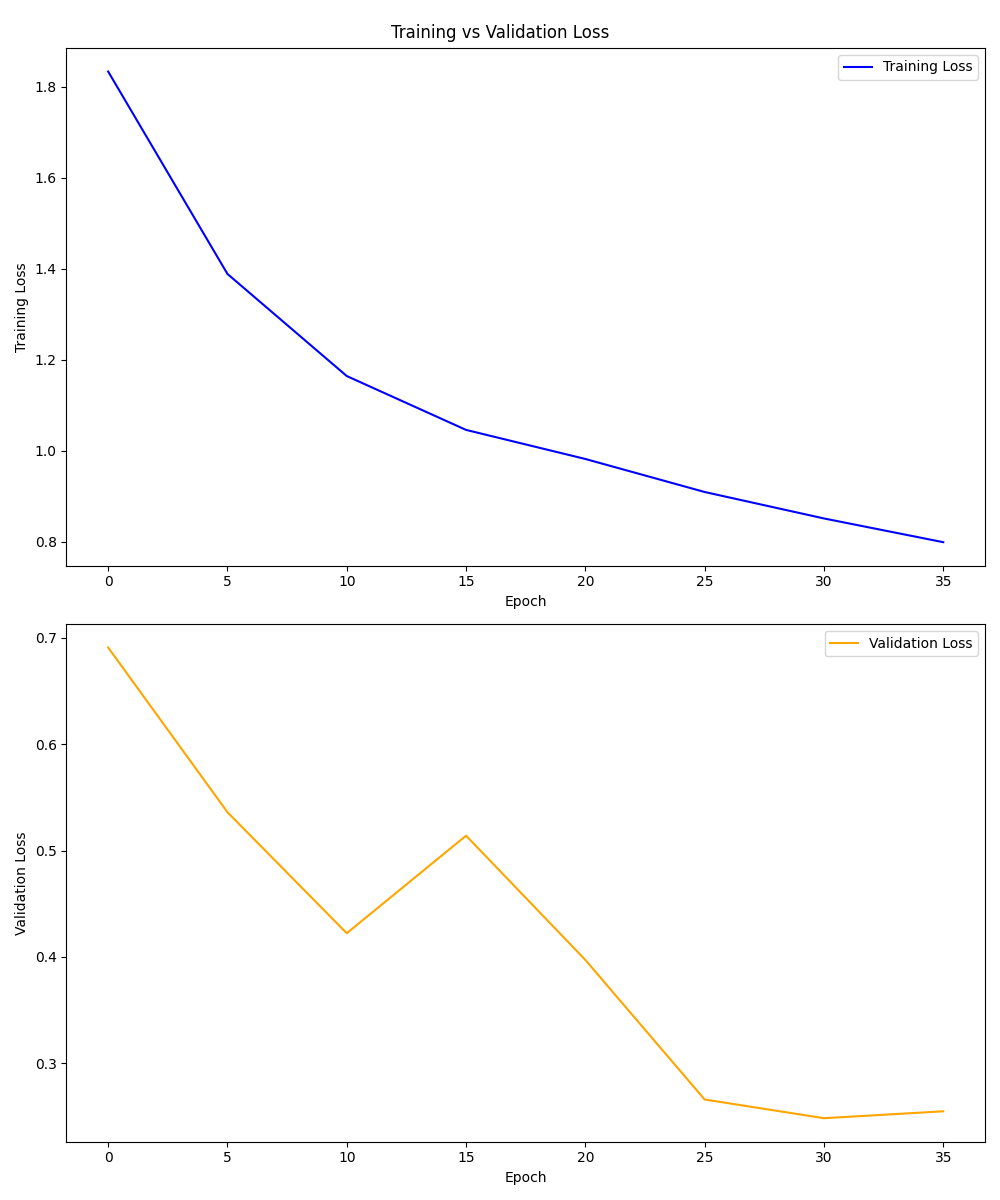 Training vs Validation Loss
Training Loss
1.8
1.6
1.4
1.2
1.0
0.8
Training Loss
0 5 10 15 20 25 30 35
Epoch
Validation Loss
0.7
0.6
0.5
0.4
0.3
Validation Loss
0 5 10 15 20 25 30 35
Epoch